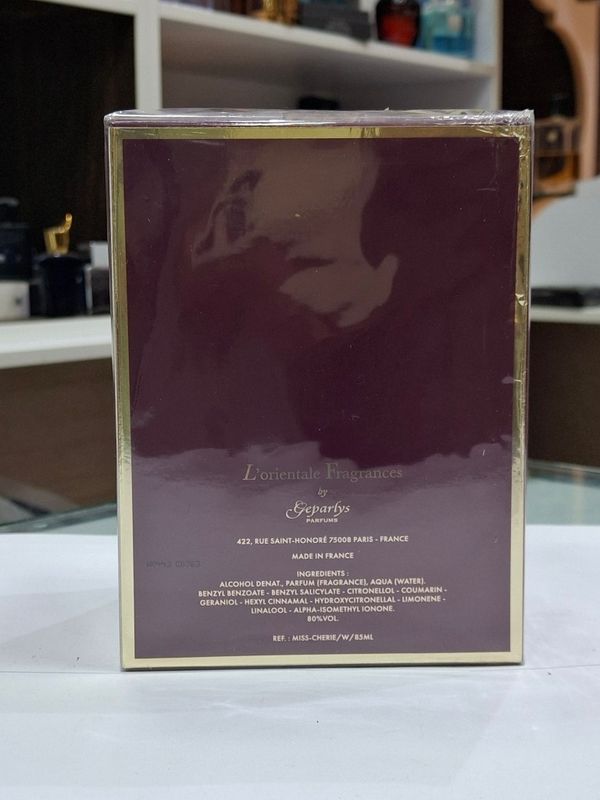 L'orientale Fragrances
by
Geparlys
PARFUMS
422, RUE SAINT-HONORÉ 75008 PARIS - FRANCE
MADE IN FRANCE
INGREDIENTS :
ALCOHOL DENAT., PARFUM (FRAGRANCE), AQUA (WATER).
BENZYL BENZOATE - BENZYL SALICYLATE - CITRONELLOL - COUMARIN -
GERANIOL - HEXYL CINNAMAL - HYDROXYCITRONELLAL - LIMONENE -
LINALOOL - ALPHA-ISOMETHYL IONONE.
80%VOL.
REF. : MISS-CHERIE/W/85ML